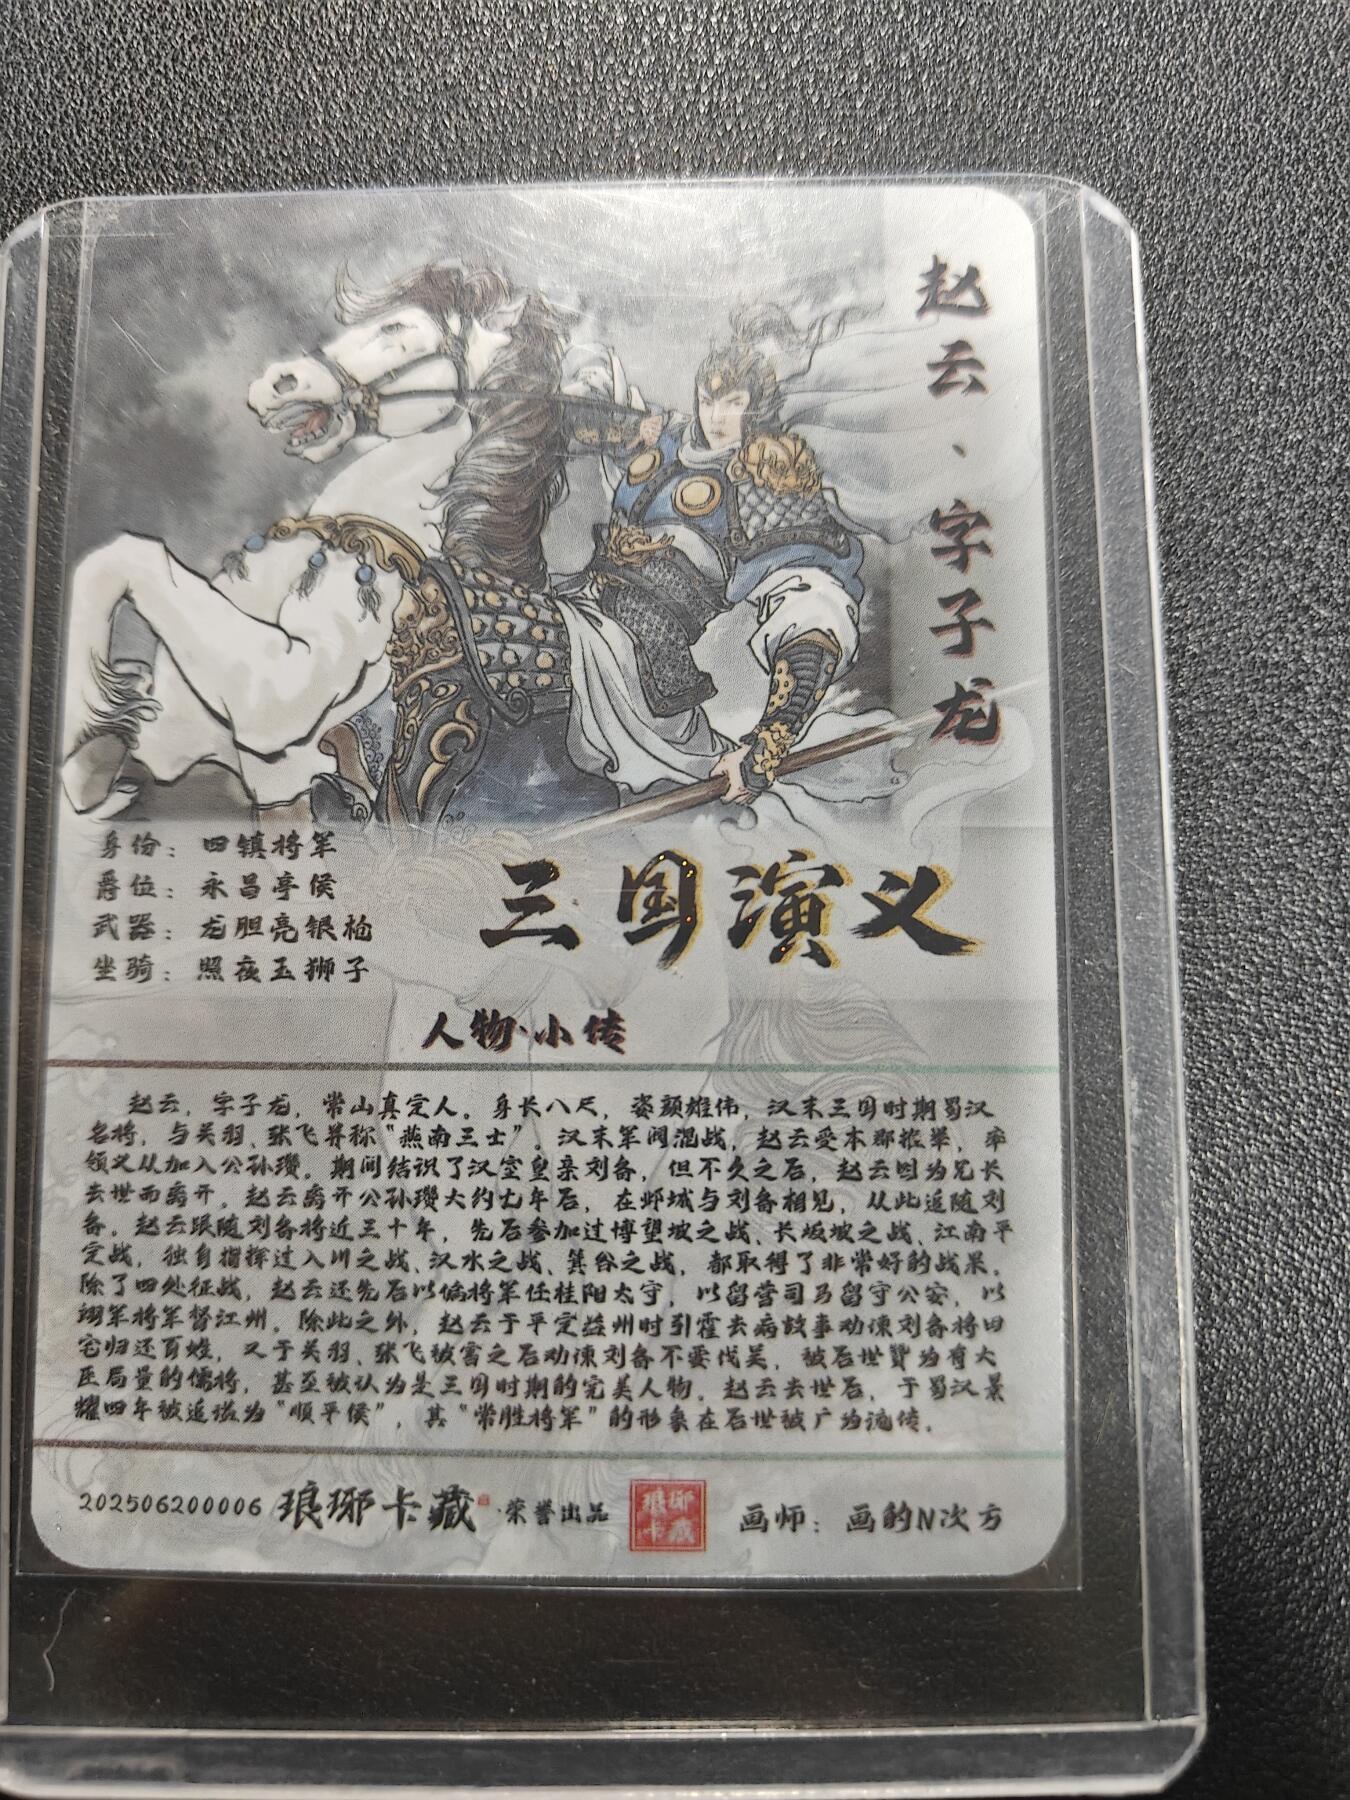 赵云、字子龙
身份：四镇将军
爵位：永昌亭侯
武器：龙胆亮银枪
坐骑：照夜玉狮子
三国演义
人物·小传
赵云，字子龙，常山真定人。身长八尺，姿颜雄伟，汉末三国时期蜀汉
名将，与关羽、张飞并称“燕南三士”。汉末军阀混战，赵云受本郡推举，率
领义从加入公孙瓒。期间结识了汉室皇亲刘备，但不久之后，赵云因为兄长
去世而离开。赵云离开公孙瓒大约七年后，在邺城与刘备相见，从此追随刘
备。赵云跟随刘备将近三十年，先后参加过博望坡之战、长坂坡之战、江南平
定战，独自指挥过入川之战、汉水之战、箕谷之战，都取得了非常好的战果。
除了四处征战，赵云还先后以偏将军任桂阳太守，以留营司马留守公安，以
翊军将军督江州。除此之外，赵云于平定益州时引霍去病故事劝谏刘备将田
宅归还百姓，又于关羽、张飞被害之后劝谏刘备不要伐吴，被后世赞为有大
臣局量的儒将，甚至被认为是三国时期的完美人物。赵云去世后，于蜀汉景
耀四年被追谥为“顺平侯”，其“常胜将军”的形象在后世被广为流传。
202506200006 琅琊卡藏·荣誉出品 琅琊卡藏 画师：画的N次方